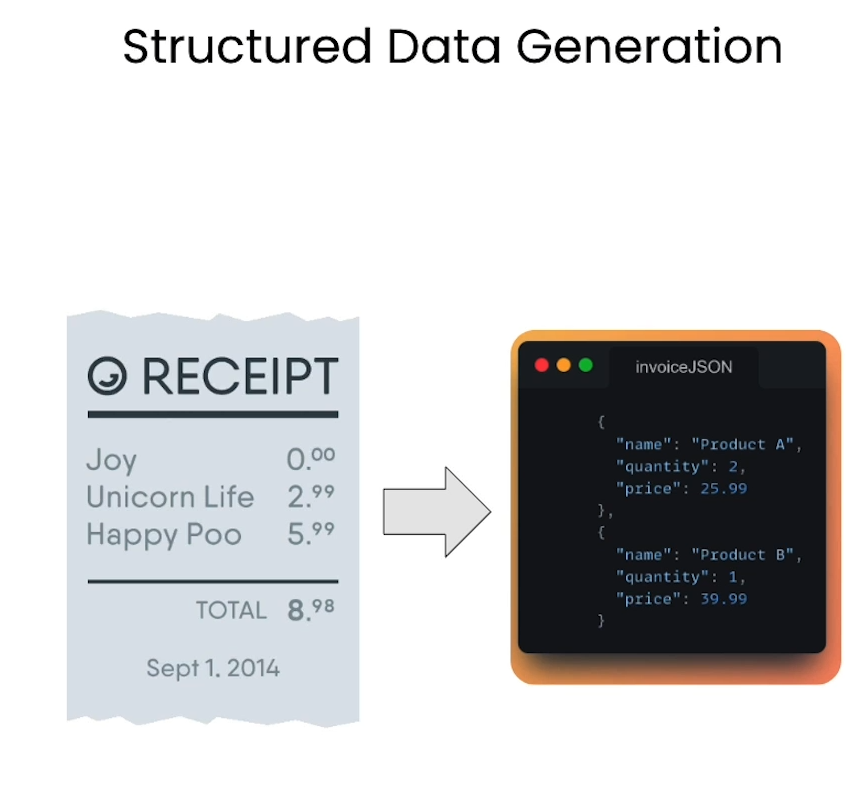 Structured Data Generation
RECEIPT
Joy 0.00
Unicorn Life 2.99
Happy Poo 5.99
TOTAL 8.98
Sept 1. 2014
invoiceJSON
{
"name": "Product A",
"quantity": 2,
"price": 25.99
},
{
"name": "Product B",
"quantity": 1,
"price": 39.99
}